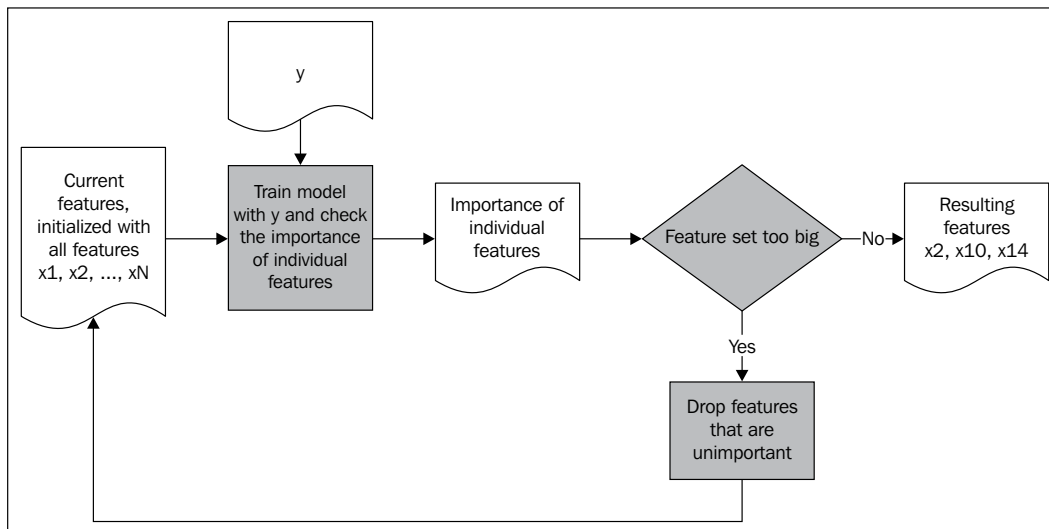 y
Current
features,
initialized with
all features
x1, x2, ..., xN
Train model
with y and check
the importance
of individual
features
Importance of
individual
features
Feature set too big
No
Resulting
features
x2, x10, x14
Yes
Drop features
that are
unimportant